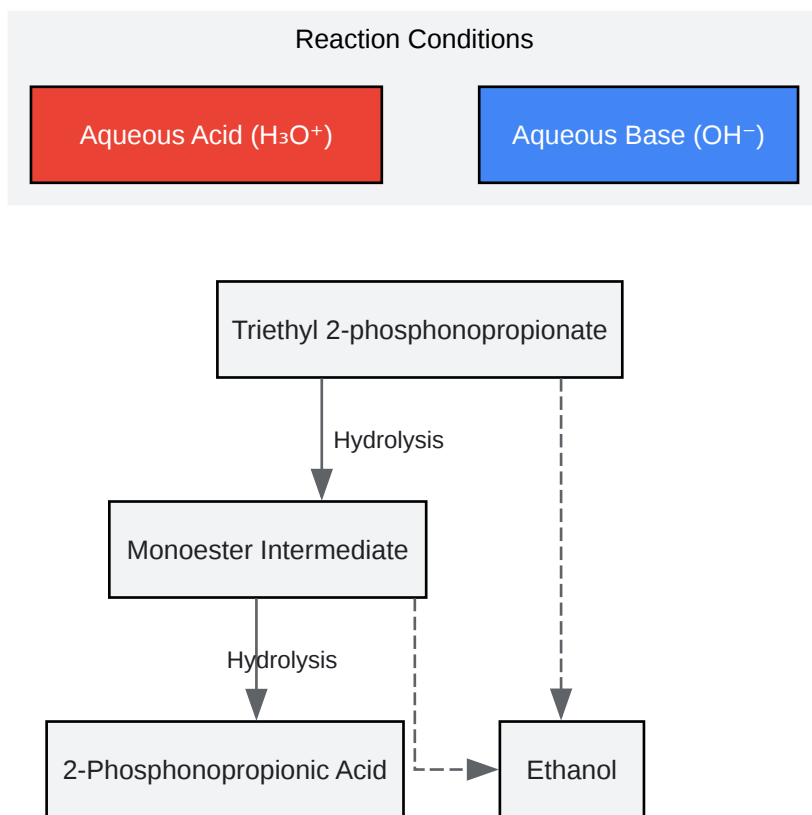 Reaction Conditions
Aqueous Acid (H₃O⁺)
Aqueous Base (OH⁻)
Triethyl 2-phosphonopropionate
Hydrolysis
Monoester Intermediate
Hydrolysis
2-Phosphonopropionic Acid
Ethanol